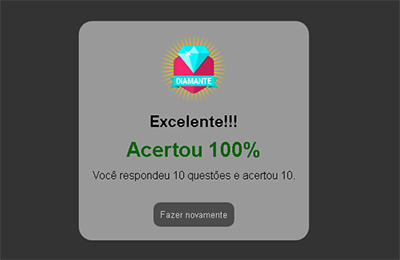 DIAMANTE
Excelente!!!
Acertou 100%
Você respondeu 10 questões e acertou 10.
Fazer novamente